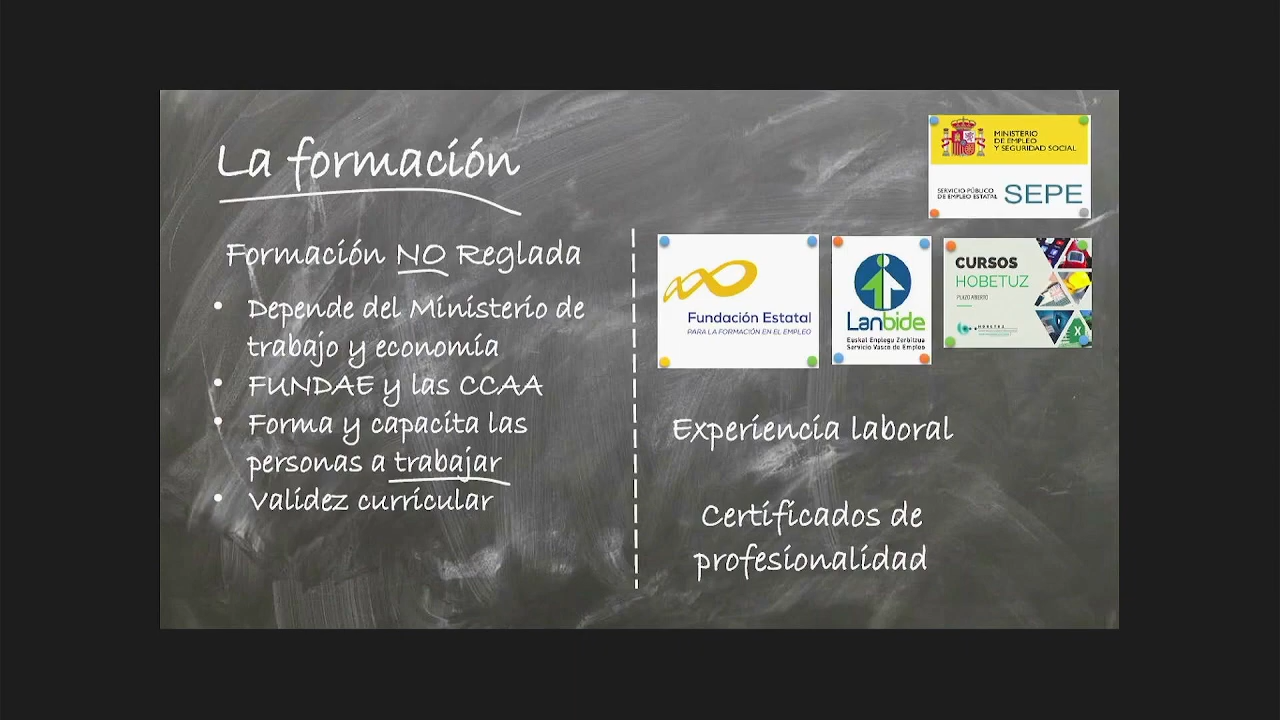 La formación
Formación NO Reglada
• Depende del Ministerio de
trabajo y economía
• FUNDAE y las CCAA
• Forma y capacita las
personas a trabajar
• Validez curricular
MINISTERIO
DE EMPLEO
Y SEGURIDAD SOCIAL
SERVICIO PÚBLICO
DE EMPLEO ESTATAL
SEPE
Fundación Estatal
PARA LA FORMACIÓN EN EL EMPLEO
Lanbide
Euskal Enplegu Zerbitzua
Servicio Vasco de Empleo
CURSOS
HOBETUZ
PLAZO ABIERTO
HOBETUZ
Experiencia laboral
Certificados de
profesionalidad